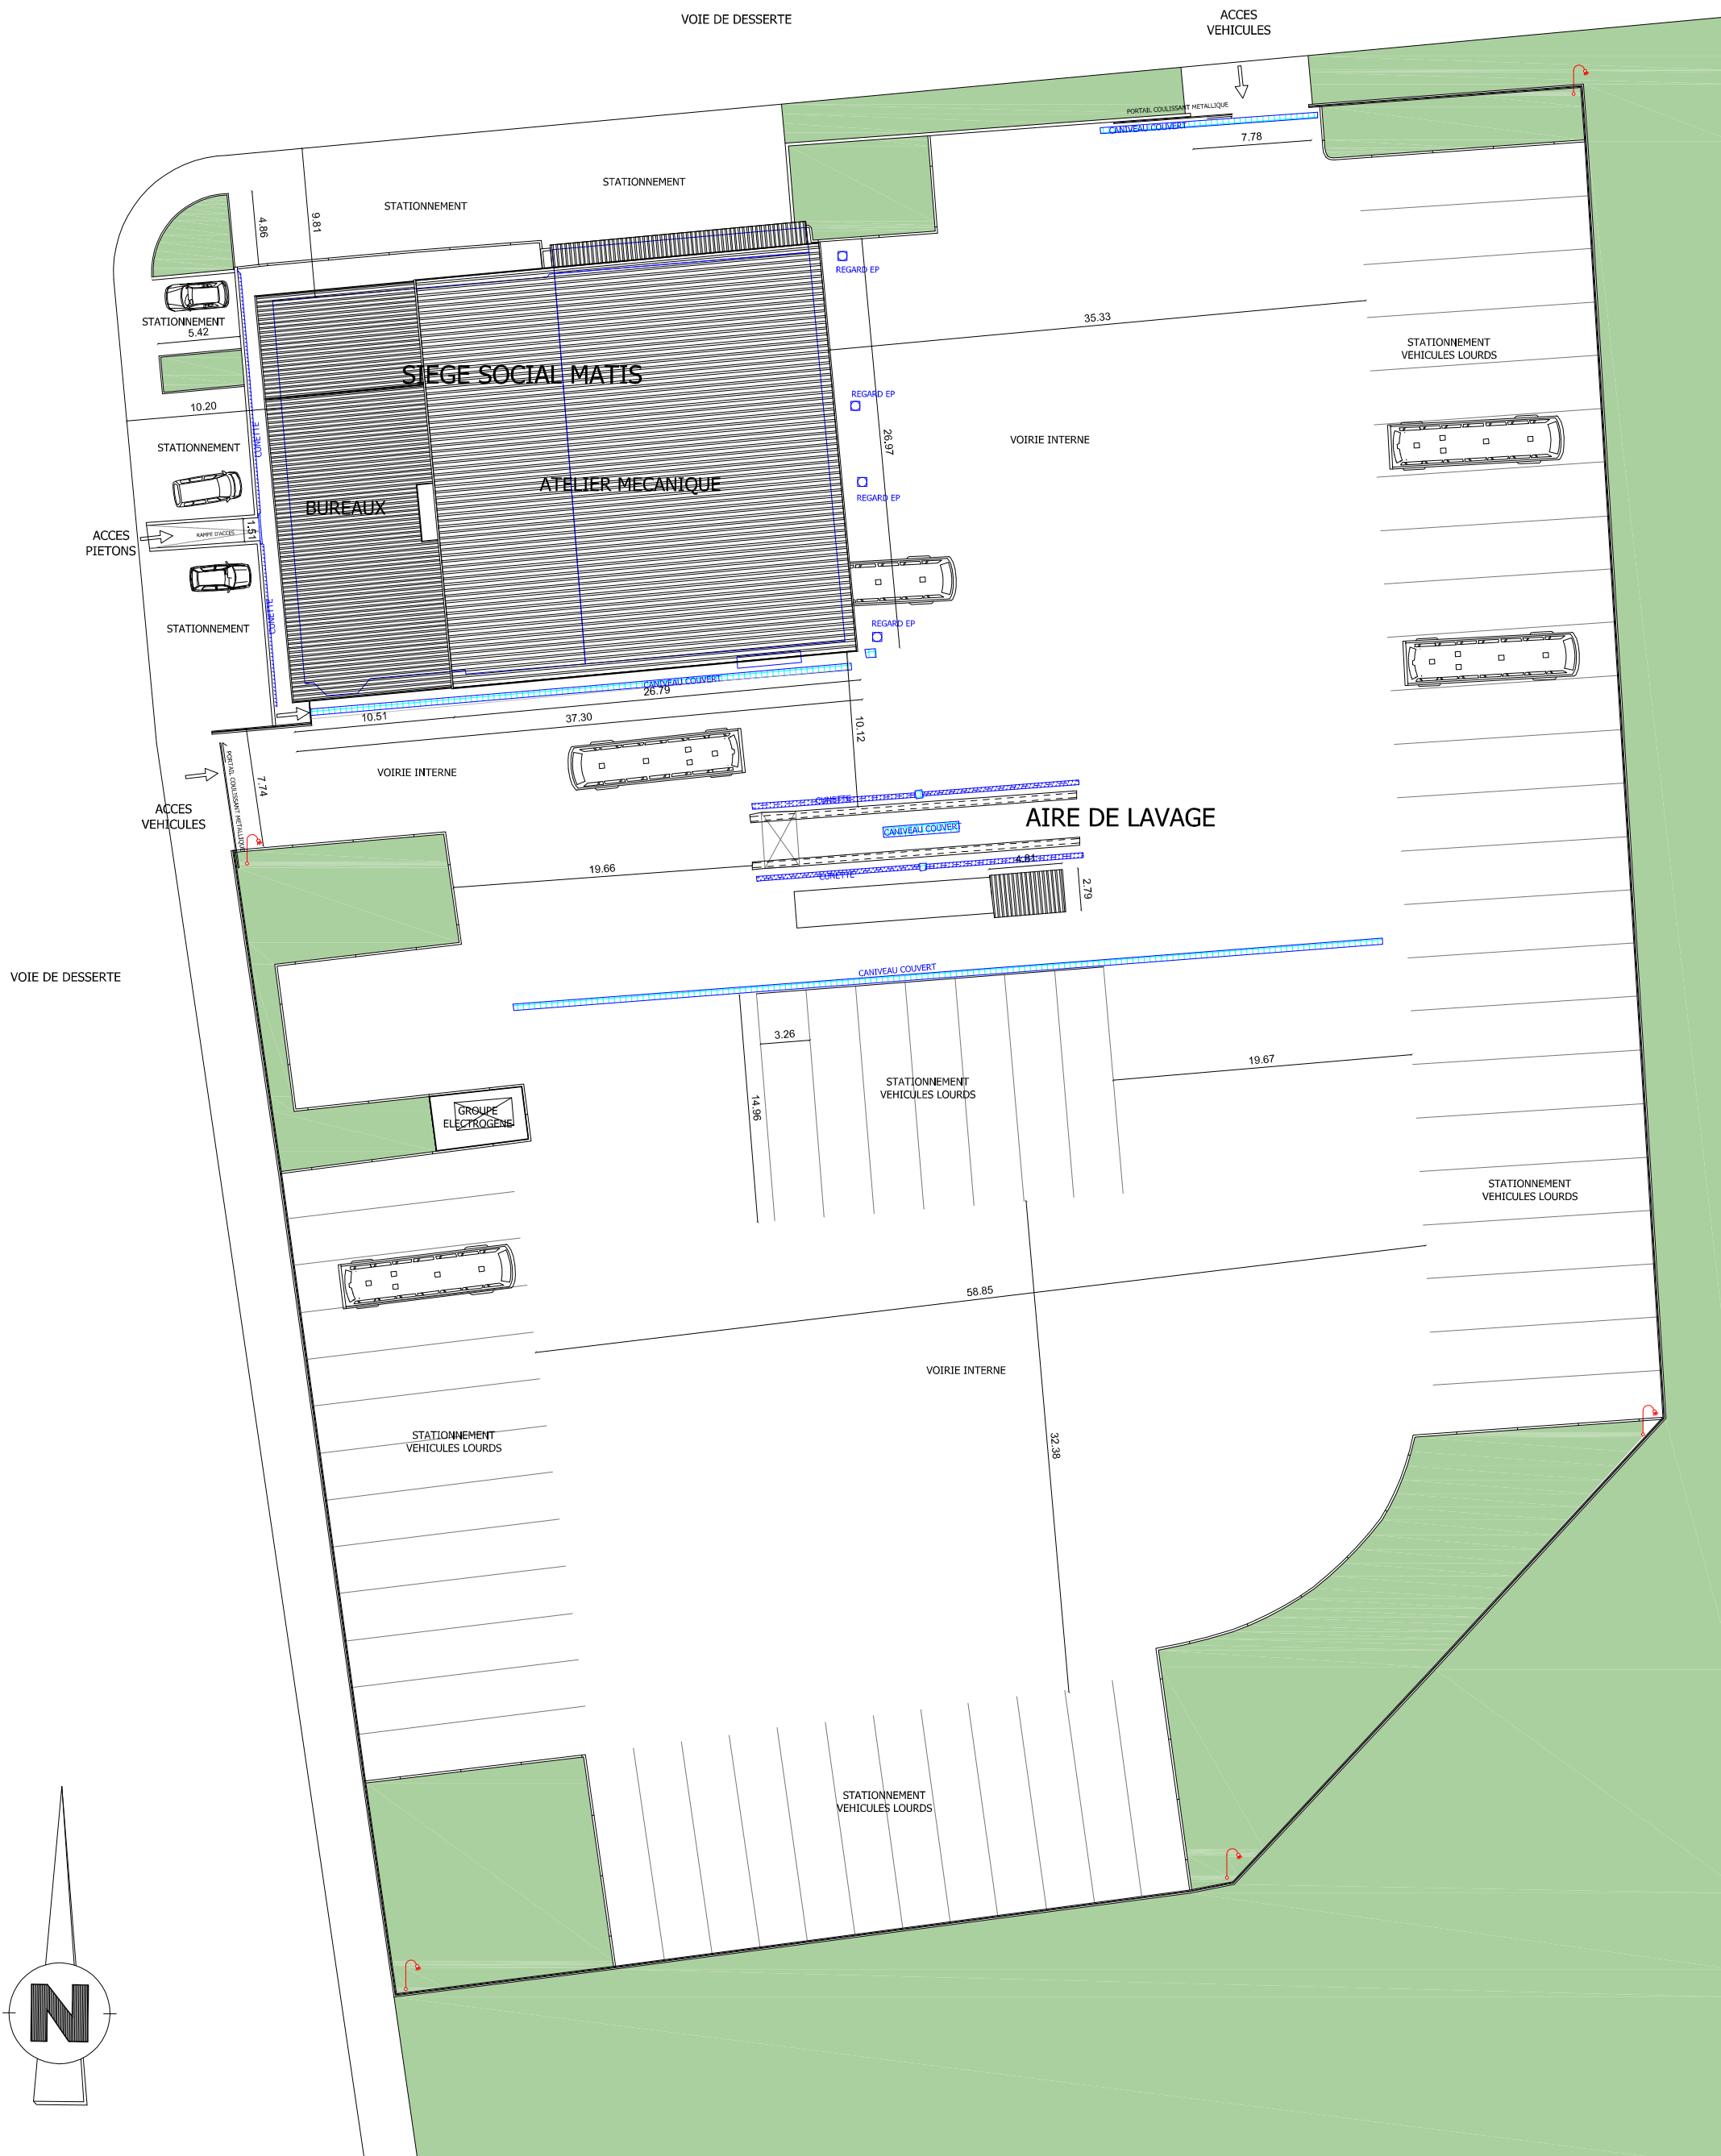 VOIE DE DESSERTE
ACCES
VEHICULES
PORTAIL COULISSANT METALLIQUE
CANIVEAU COUVERT
7.78
STATIONNEMENT
STATIONNEMENT
4.86
9.81
REGARD EP
STATIONNEMENT
5.42
35.33
STATIONNEMENT
VEHICULES LOURDS
SIEGE SOCIAL MATIS
REGARD EP
10.20
CUNETTE
26.97
VOIRIE INTERNE
STATIONNEMENT
ATELIER MECANIQUE
BUREAUX
REGARD EP
ACCES
PIETONS
RAMPE D'ACCES
1.51
CUNETTE
STATIONNEMENT
REGARD EP
CANIVEAU COUVERT
26.79
10.51
37.30
10.12
PORTAIL COULISSANT METALLIQUE
7.74
VOIRIE INTERNE
ACCES
VEHICULES
CUNETTE
AIRE DE LAVAGE
CANIVEAU COUVERT
4.81
19.66
CUNETTE
2.79
VOIE DE DESSERTE
CANIVEAU COUVERT
3.26
19.67
STATIONNEMENT
VEHICULES LOURDS
14.96
GROUPE
ELECTROGENE
STATIONNEMENT
VEHICULES LOURDS
58.85
VOIRIE INTERNE
STATIONNEMENT
VEHICULES LOURDS
32.38
STATIONNEMENT
VEHICULES LOURDS
N